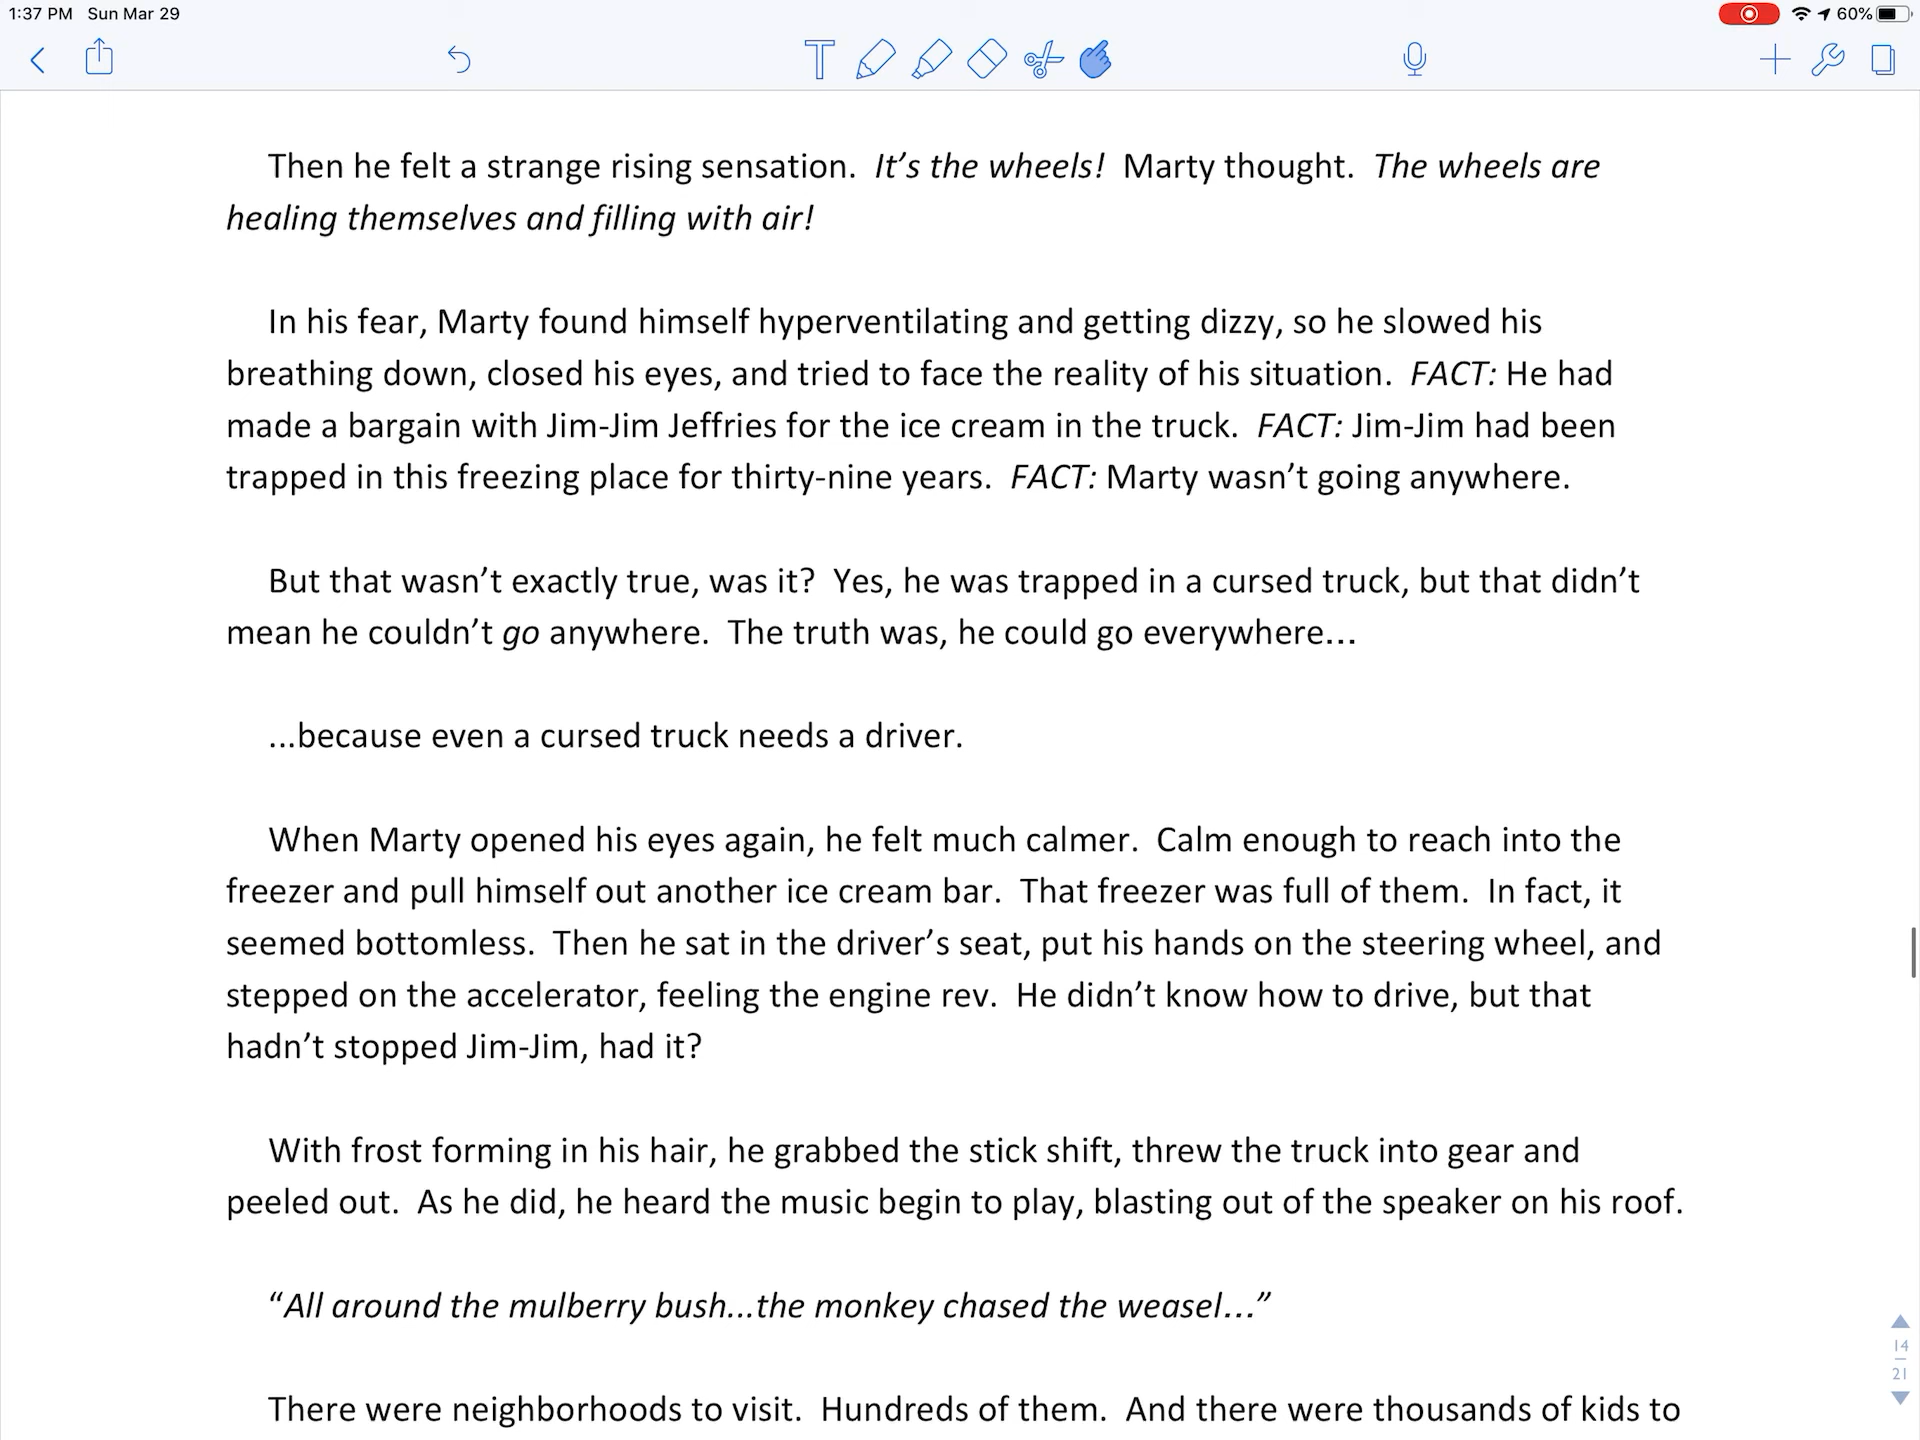 1:37 PM Sun Mar 29
60%
Then he felt a strange rising sensation.  It’s the wheels!  Marty thought.  The wheels are
healing themselves and filling with air!
In his fear, Marty found himself hyperventilating and getting dizzy, so he slowed his
breathing down, closed his eyes, and tried to face the reality of his situation.  FACT: He had
made a bargain with Jim-Jim Jeffries for the ice cream in the truck.  FACT: Jim-Jim had been
trapped in this freezing place for thirty-nine years.  FACT: Marty wasn’t going anywhere.
But that wasn’t exactly true, was it?  Yes, he was trapped in a cursed truck, but that didn’t
mean he couldn’t go anywhere.  The truth was, he could go everywhere...
...because even a cursed truck needs a driver.
When Marty opened his eyes again, he felt much calmer.  Calm enough to reach into the
freezer and pull himself out another ice cream bar.  That freezer was full of them.  In fact, it
seemed bottomless.  Then he sat in the driver’s seat, put his hands on the steering wheel, and
stepped on the accelerator, feeling the engine rev.  He didn’t know how to drive, but that
hadn’t stopped Jim-Jim, had it?
With frost forming in his hair, he grabbed the stick shift, threw the truck into gear and
peeled out.  As he did, he heard the music begin to play, blasting out of the speaker on his roof.
“All around the mulberry bush...the monkey chased the weasel...”
There were neighborhoods to visit.  Hundreds of them.  And there were thousands of kids to
14
21